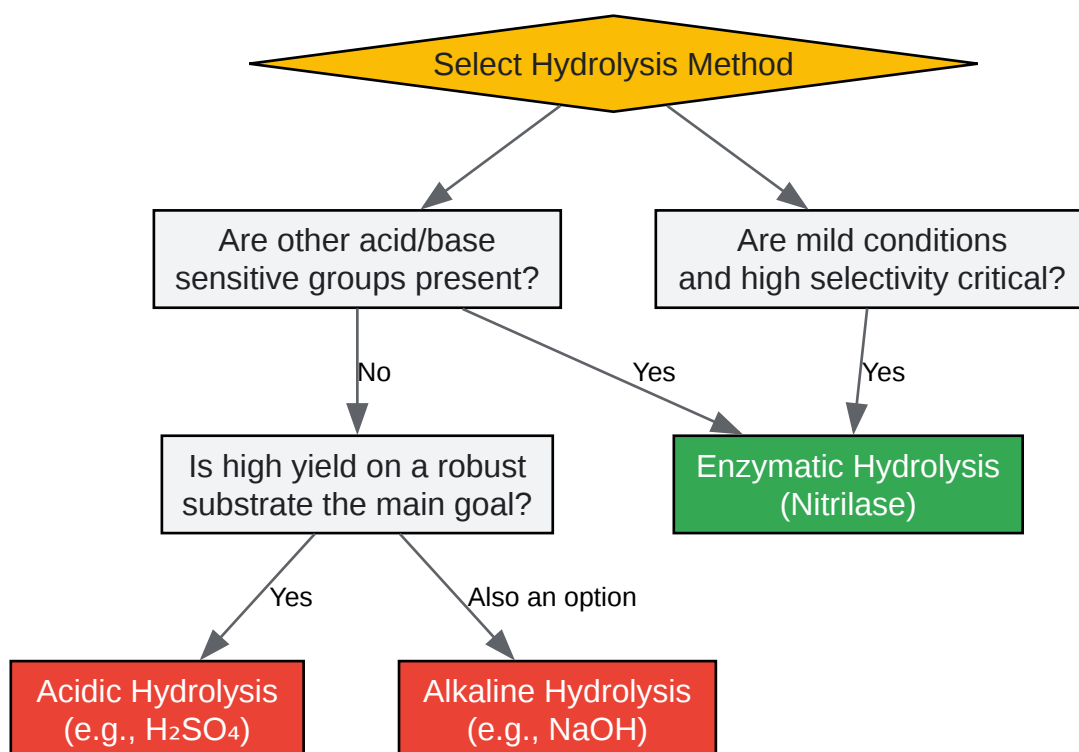 Select Hydrolysis Method
Are other acid/base
sensitive groups present?
Are mild conditions
and high selectivity critical?
No
Yes
Yes
Is high yield on a robust
substrate the main goal?
Enzymatic Hydrolysis
(Nitrilase)
Yes
Also an option
Acidic Hydrolysis
(e.g., H₂SO₄)
Alkaline Hydrolysis
(e.g., NaOH)